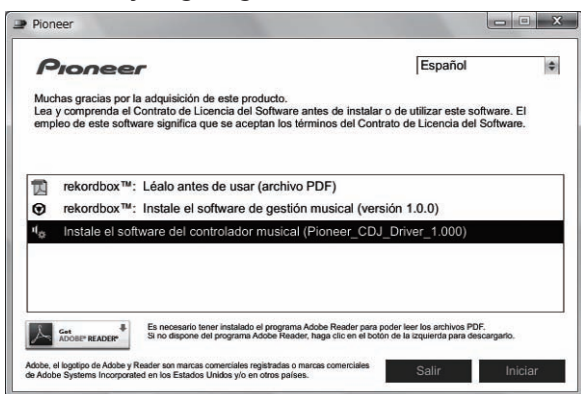 Pioneer
Pioneer
Español
Muchas gracias por la adquisición de este producto.
Lea y comprenda el Contrato de Licencia del Software antes de instalar o de utilizar este software. El
empleo de este software significa que se aceptan los términos del Contrato de Licencia del Software.
rekordbox™: Léalo antes de usar (archivo PDF)
rekordbox™: Instale el software de gestión musical (versión 1.0.0)
Instale el software del controlador musical (Pioneer_CDJ_Driver_1.000)
Get
ADOBE® READER®
Es necesario tener instalado el programa Adobe Reader para poder leer los archivos PDF.
Si no dispone del programa Adobe Reader, haga clic en el botón de la izquierda para descargarlo.
Adobe, el logotipo de Adobe y Reader son marcas comerciales registradas o marcas comerciales
de Adobe Systems Incorporated en los Estados Unidos y/o en otros países.
Salir
Iniciar